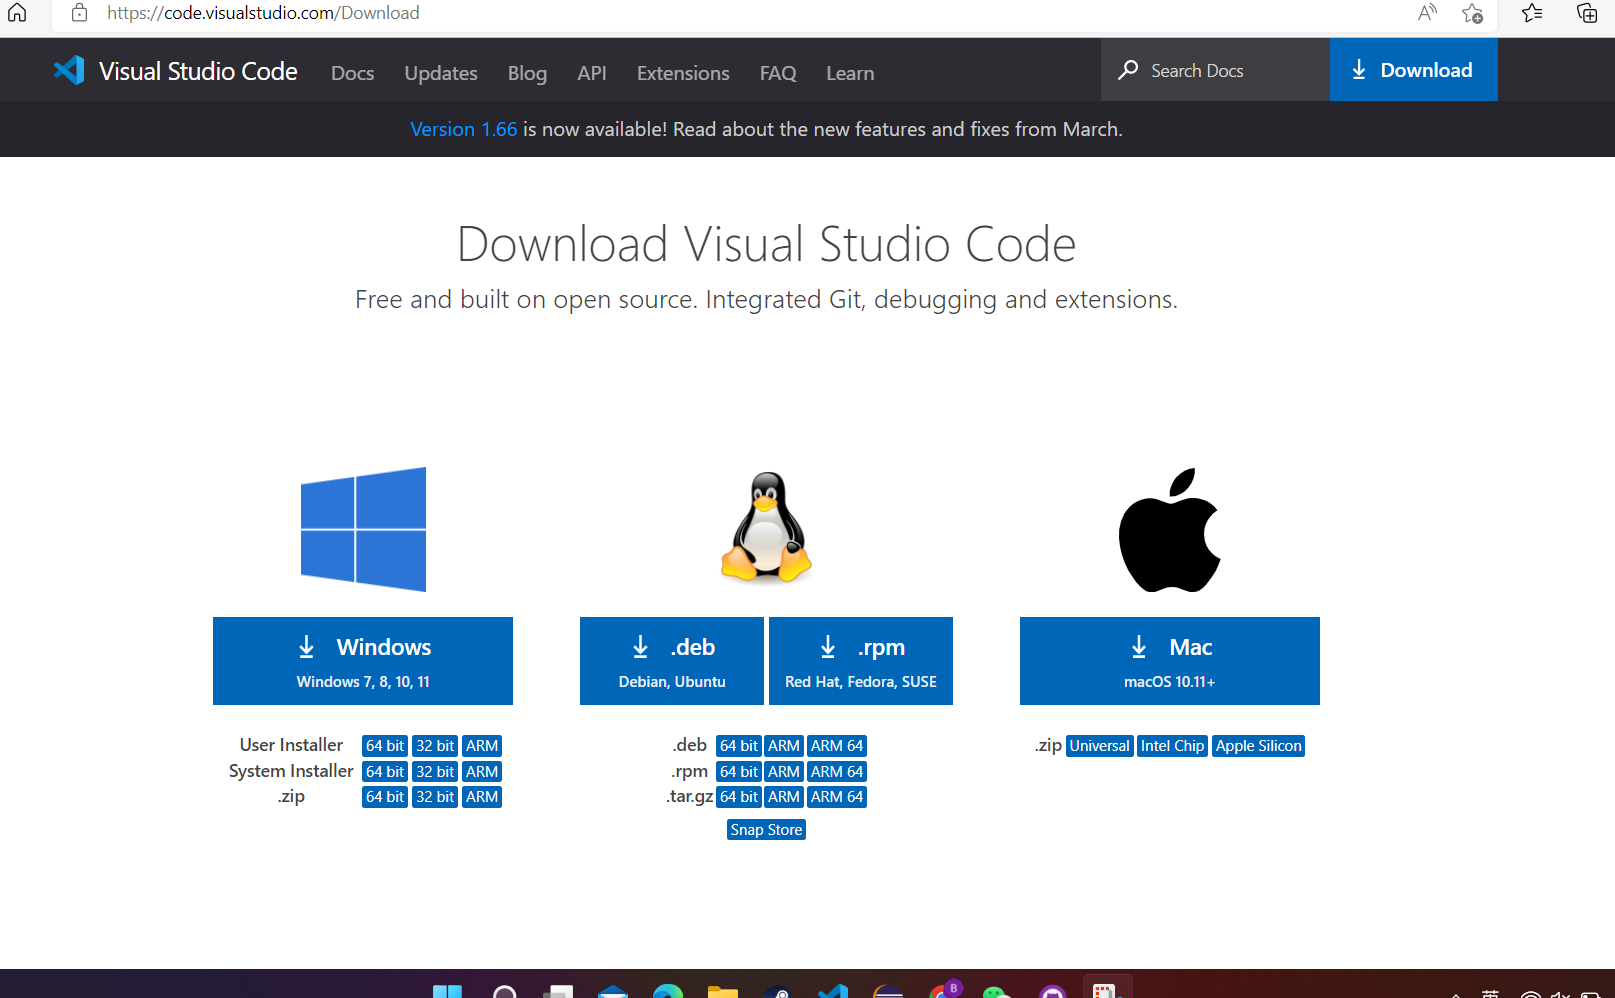 https://code.visualstudio.com/Download
Visual Studio Code Docs Updates Blog API Extensions FAQ Learn Search Docs Download
Version 1.66 is now available! Read about the new features and fixes from March.
Download Visual Studio Code
Free and built on open source. Integrated Git, debugging and extensions.
Windows
Windows 7, 8, 10, 11
User Installer 64 bit 32 bit ARM
System Installer 64 bit 32 bit ARM
.zip 64 bit 32 bit ARM
.deb
Debian, Ubuntu
.rpm
Red Hat, Fedora, SUSE
.deb 64 bit ARM ARM 64
.rpm 64 bit ARM ARM 64
.tar.gz 64 bit ARM ARM 64
Snap Store
Mac
macOS 10.11+
.zip Universal Intel Chip Apple Silicon
B